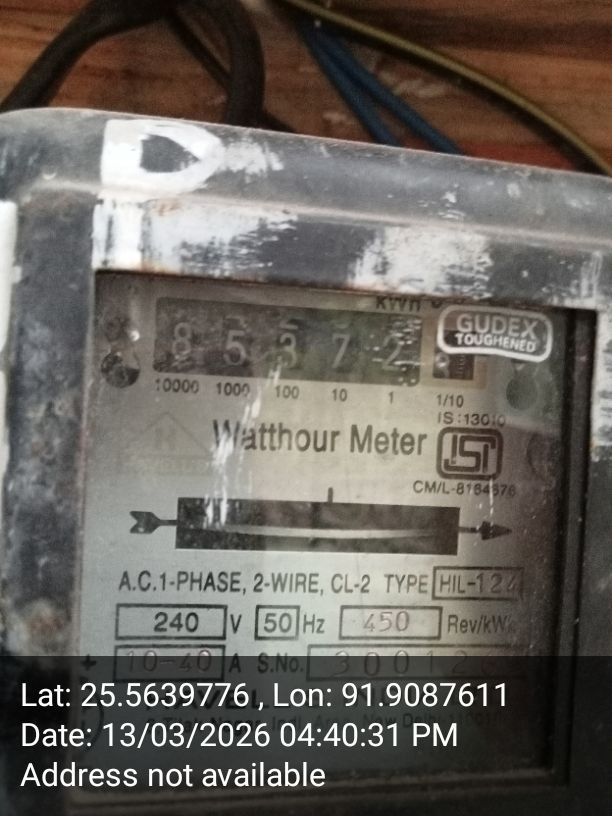 KWh
GUDEX
TOUGHENED
8 5 3 7 2
10000 1000 100 10 1 1/10
IS:13010
Watthour Meter
ISI
CM/L-8164876
A.C.1-PHASE, 2-WIRE, CL-2 TYPE HIL-124
240 V 50 Hz 450 Rev/kWh
10-40 A S.No.
Lat: 25.5639776 , Lon: 91.9087611
Date: 13/03/2026 04:40:31 PM
Address not available